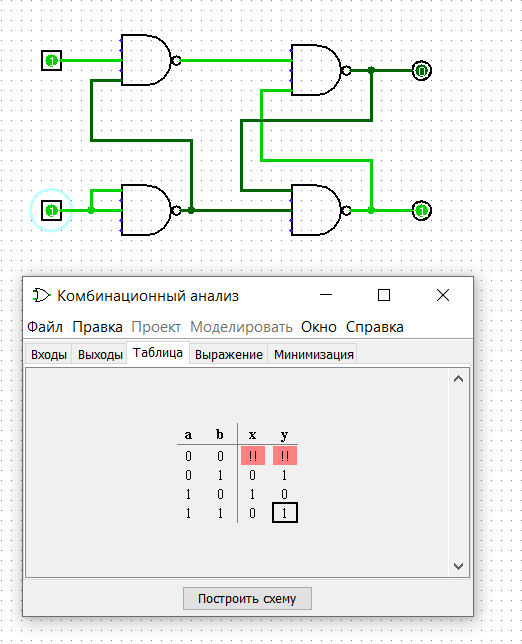 1
0
1
1
Комбинационный анализ
Файл Правка Проект Моделировать Окно Справка
Входы Выходы Таблица Выражение Минимизация
a b x y
0 0 !! !!
0 1 0 1
1 0 1 0
1 1 0 1
Построить схему